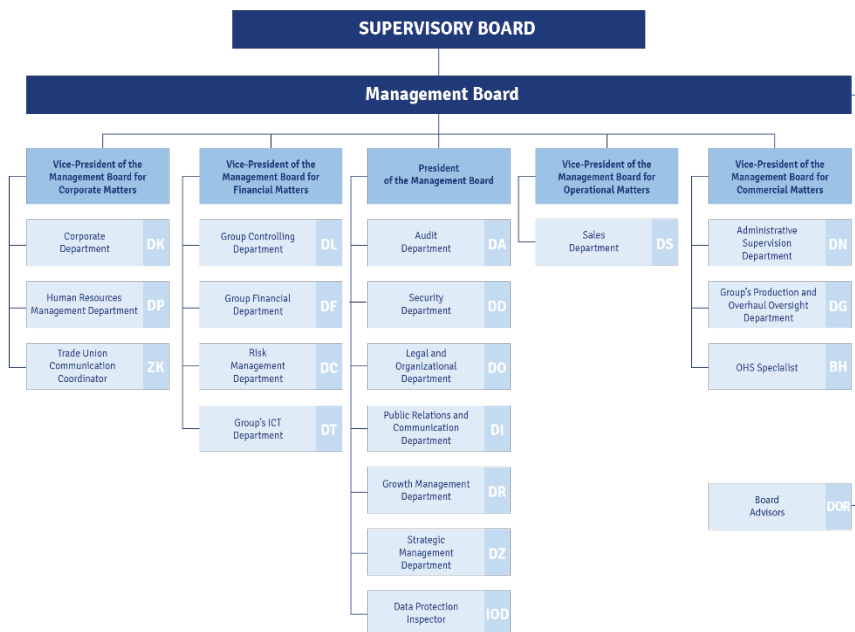 SUPERVISORY BOARD
Management Board
Vice-President of the
Management Board for
Corporate Matters
Corporate
Department
DK
Human Resources
Management Department
DP
Trade Union
Communication
Coordinator
ZK
Vice-President of the
Management Board for
Financial Matters
Group Controlling
Department
DL
Group Financial
Department
DF
Risk
Management
Department
DC
Group's ICT
Department
DT
President
of the Management Board
Audit
Department
DA
Security
Department
DD
Legal and
Organizational
Department
DO
Public Relations and
Communication
Department
DI
Growth Management
Department
DR
Strategic
Management
Department
DZ
Data Protection
Inspector
IOD
Vice-President of the
Management Board for
Operational Matters
Sales
Department
DS
Vice-President of the
Management Board for
Commercial Matters
Administrative
Supervision
Department
DN
Group's Production and
Overhaul Oversight
Department
DG
OHS Specialist
BH
Board
Advisors
DOR